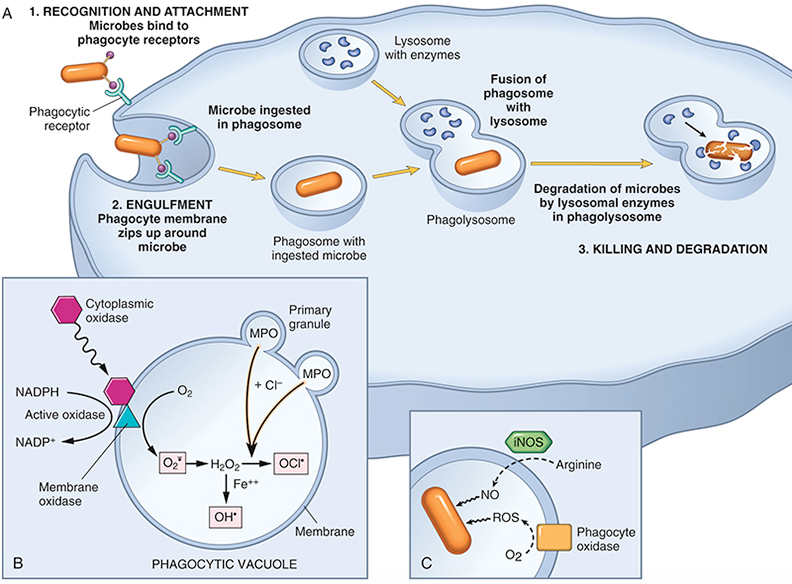 A
1. RECOGNITION AND ATTACHMENT
Microbes bind to
phagocyte receptors
Phagocytic
receptor
Microbe ingested
in phagosome
Lysosome
with enzymes
Fusion of
phagosome
with
lysosome
2. ENGULFMENT
Phagocyte membrane
zips up around
microbe
Phagosome with
ingested microbe
Phagolysosome
Degradation of microbes
by lysosomal enzymes
in phagolysosome
3. KILLING AND DEGRADATION
Cytoplasmic
oxidase
Primary
granule
MPO
MPO
+ Cl⁻
NADPH
Active oxidase
NADP⁺
O₂
O₂•̄
H₂O₂
OCl•
Fe⁺⁺
OH•
Membrane
oxidase
Membrane
B
PHAGOCYTIC VACUOLE
iNOS
Arginine
NO
ROS
O₂
Phagocyte
oxidase
C